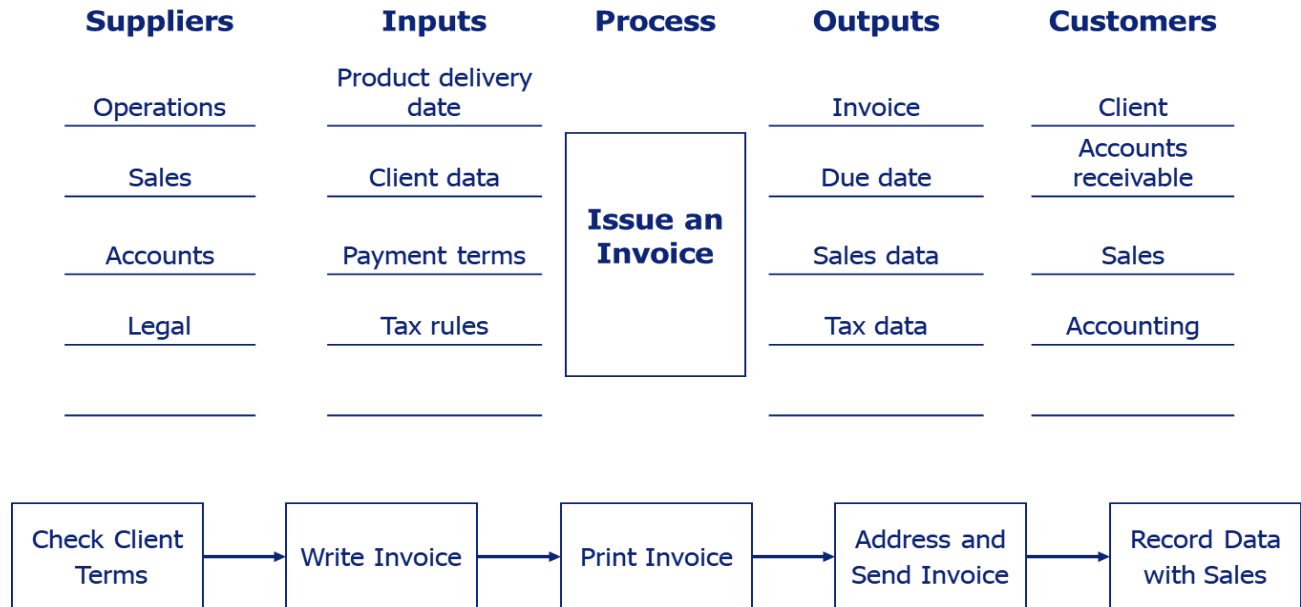 Suppliers Inputs Process Outputs Customers
Operations
Product delivery
date
Invoice
Client
Sales
Client data
Due date
Accounts
receivable
Issue an
Invoice
Accounts
Payment terms
Sales data
Sales
Legal
Tax rules
Tax data
Accounting
Check Client
Terms
Write Invoice
Print Invoice
Address and
Send Invoice
Record Data
with Sales